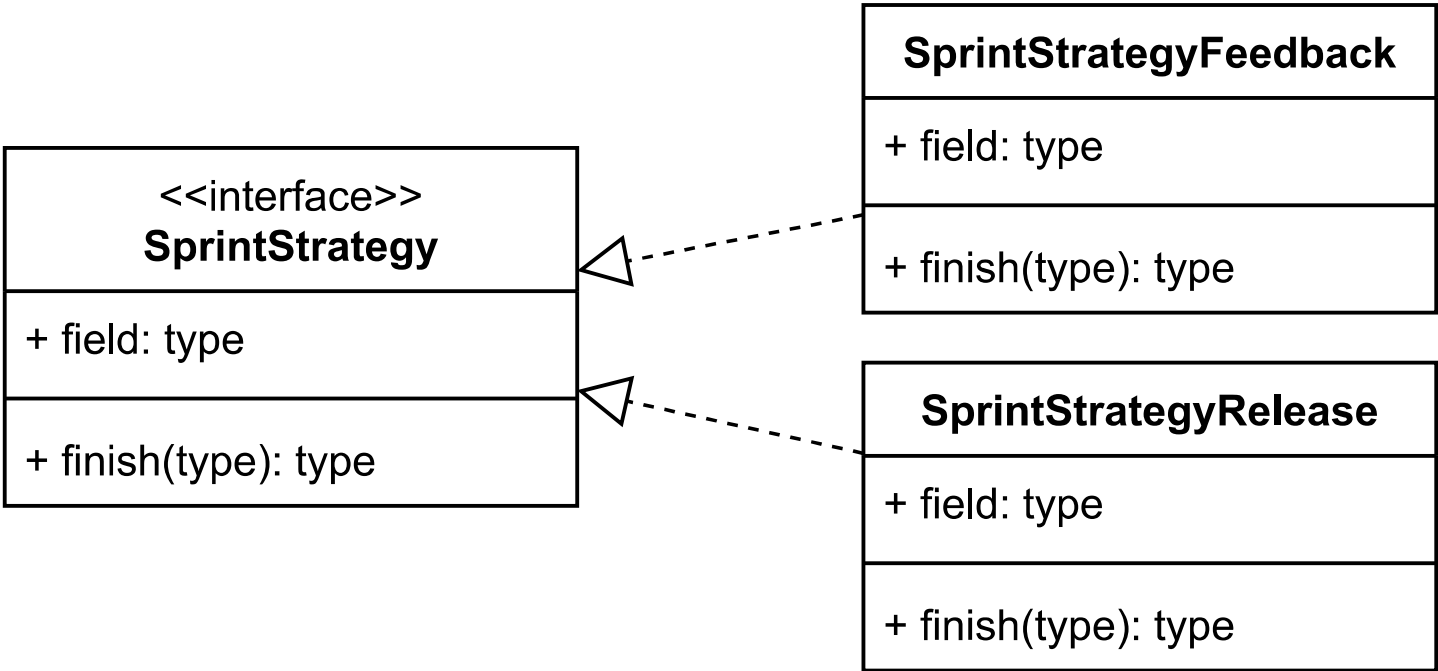 <<interface>>
SprintStrategy
+ field: type
+ finish(type): type
SprintStrategyFeedback
+ field: type
+ finish(type): type
SprintStrategyRelease
+ field: type
+ finish(type): type